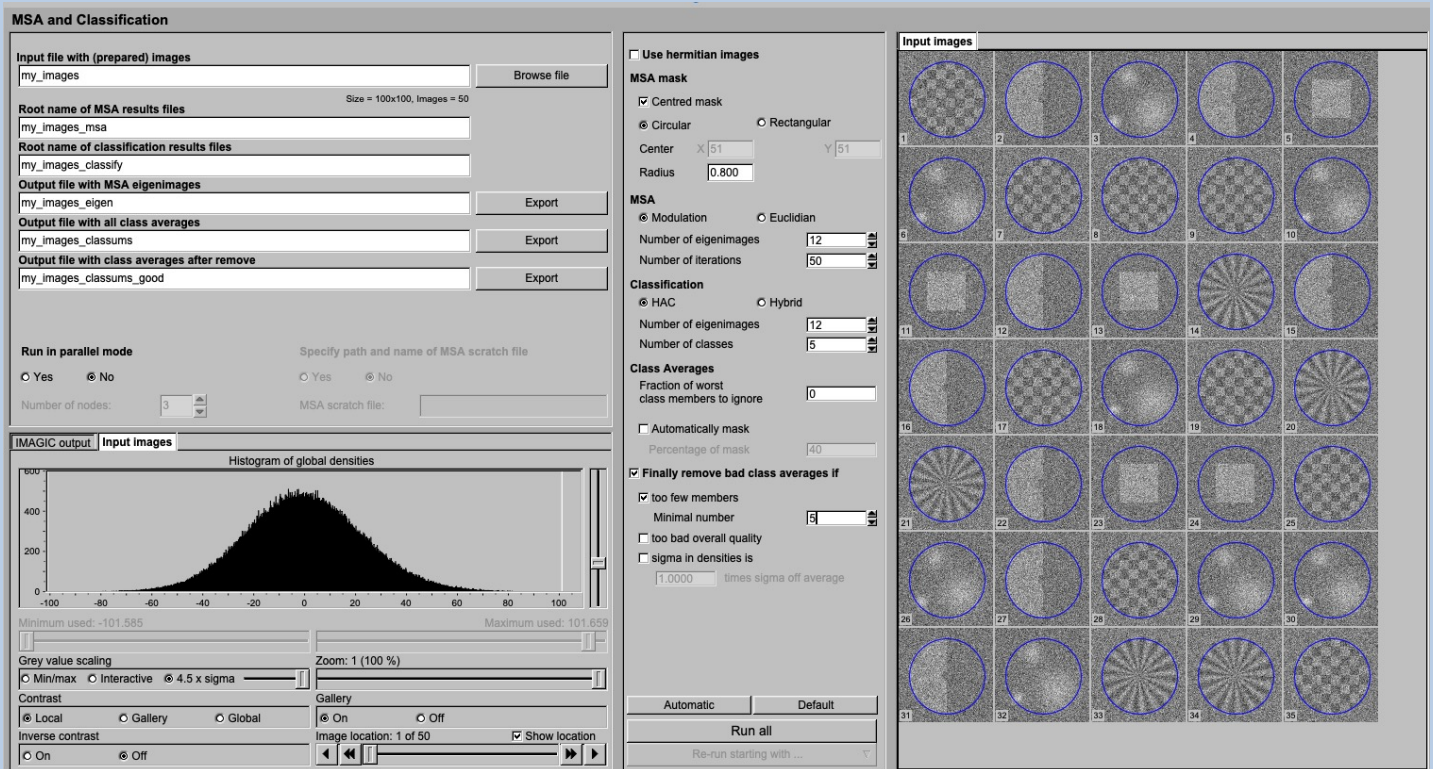 MSA and Classification
Input file with (prepared) images
my_images
Browse file
Size = 100x100, Images = 50
Root name of MSA results files
my_images_msa
Root name of classification results files
my_images_classify
Output file with MSA eigenimages
my_images_eigen
Export
Output file with all class averages
my_images_classums
Export
Output file with class averages after remove
my_images_classums_good
Export
Run in parallel mode
Specify path and name of MSA scratch file
Yes No
Yes No
Number of nodes: 3
MSA scratch file:
IMAGIC output Input images
Histogram of global densities
600
400
200
0
-100 -80 -60 -40 -20 0 20 40 60 80 100
Minimum used: -101.585
Maximum used: 101.659
Grey value scaling
Min/max Interactive 4.5 x sigma
Zoom: 1 (100 %)
Contrast
Local Gallery Global
Gallery
On Off
Inverse contrast
On Off
Image location: 1 of 50
Show location
Use hermitian images
MSA mask
Centred mask
Circular Rectangular
Center X 51 Y 51
Radius 0.800
MSA
Modulation Euclidian
Number of eigenimages 12
Number of iterations 50
Classification
HAC Hybrid
Number of eigenimages 12
Number of classes 5
Class Averages
Fraction of worst
class members to ignore 0
Automatically mask
Percentage of mask 40
Finally remove bad class averages if
too few members
Minimal number 5
too bad overall quality
sigma in densities is
1.0000 times sigma off average
Automatic Default
Run all
Re-run starting with ...
Input images
1 2 3 4 5
6 7 8 9 10
11 12 13 14 15
16 17 18 19 20
21 22 23 24 25
26 27 28 29 30
31 32 33 34 35